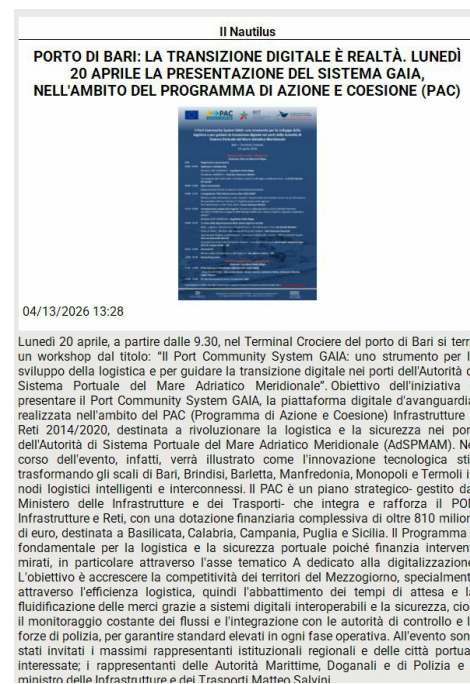 Il Nautilus
PORTO DI BARI: LA TRANSIZIONE DIGITALE È REALTÀ. LUNEDÌ
20 APRILE LA PRESENTAZIONE DEL SISTEMA GAIA,
NELL'AMBITO DEL PROGRAMMA DI AZIONE E COESIONE (PAC)
PAC
04/13/2026 13:28
Lunedì 20 aprile, a partire dalle 9.30, nel Terminal Crociere del porto di Bari si terr
un workshop dal titolo: “Il Port Community System GAIA: uno strumento per l
sviluppo della logistica e per guidare la transizione digitale nei porti dell'Autorità d
Sistema Portuale del Mare Adriatico Meridionale”. Obiettivo dell'iniziativa
presentare il Port Community System GAIA, la piattaforma digitale d'avanguardia
realizzata nell'ambito del PAC (Programma di Azione e Coesione) Infrastrutture
Reti 2014/2020, destinata a rivoluzionare la logistica e la sicurezza nei por
dell'Autorità di Sistema Portuale del Mare Adriatico Meridionale (AdSPMAM). Ne
corso dell'evento, infatti, verrà illustrato come l'innovazione tecnologica sti
trasformando gli scali di Bari, Brindisi, Barletta, Manfredonia, Monopoli e Termoli i
nodi logistici intelligenti e interconnessi. Il PAC è un piano strategico- gestito da
Ministero delle Infrastrutture e dei Trasporti- che integra e rafforza il PON
Infrastrutture e Reti, con una dotazione finanziaria complessiva di oltre 810 milion
di euro, destinata a Basilicata, Calabria, Campania, Puglia e Sicilia. Il Programma
fondamentale per la logistica e la sicurezza portuale poiché finanzia intervent
mirati, in particolare attraverso l'asse tematico A dedicato alla digitalizzazione
L'obiettivo è accrescere la competitività dei territori del Mezzogiorno, specialment
attraverso l'efficienza logistica, quindi l'abbattimento dei tempi di attesa e la
fluidificazione delle merci grazie a sistemi digitali interoperabili e la sicurezza, cio
il monitoraggio costante dei flussi e l'integrazione con le autorità di controllo e l
forze di polizia, per garantire standard elevati in ogni fase operativa. All'evento son
stati invitati i massimi rappresentanti istituzionali regionali e delle città portua
interessate; i rappresentanti delle Autorità Marittime, Doganali e di Polizia e
ministro delle Infrastrutture e dei Trasporti Matteo Salvini